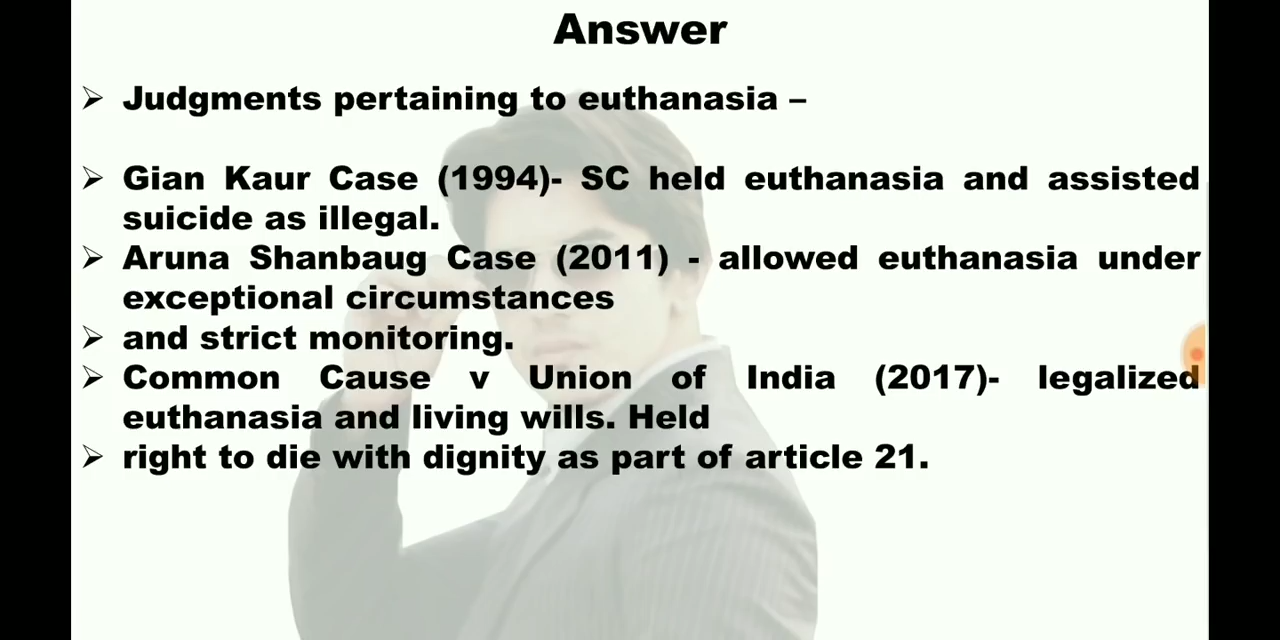 Answer
➢ Judgments pertaining to euthanasia –
➢ Gian Kaur Case (1994)- SC held euthanasia and assisted
suicide as illegal.
➢ Aruna Shanbaug Case (2011) - allowed euthanasia under
exceptional circumstances
➢ and strict monitoring.
➢ Common Cause v Union of India (2017)- legalized
euthanasia and living wills. Held
➢ right to die with dignity as part of article 21.